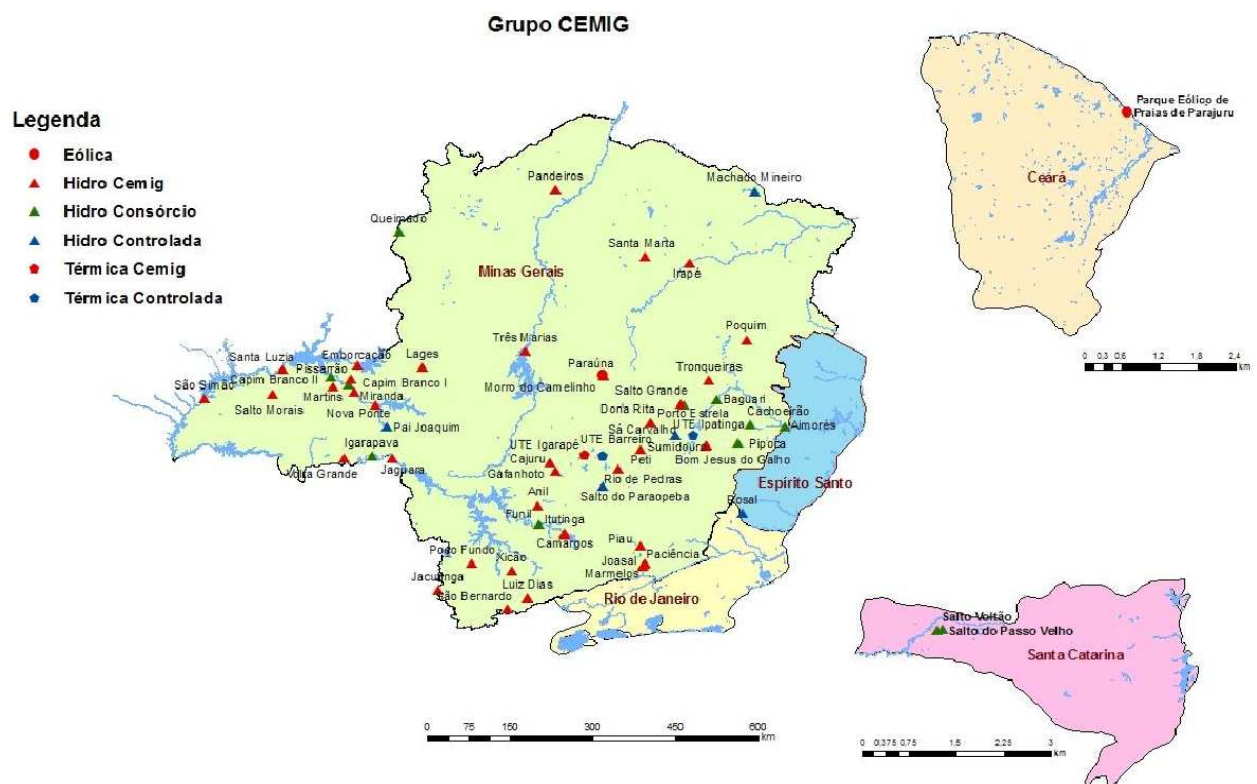 Grupo CEMIG
Legenda
Eólica
Hidro Cemig
Hidro Consórcio
Hidro Controlada
Térmica Cemig
Térmica Controlada
Pandeiros
Machado Mineiro
Queimado
Santa Marta
Minas Gerais
Irapé
Três Marias
Poquim
Santa Luzia
Emborcação
Lages
Pissarrão
Paraúna
Tronqueiras
São Simão
Capim Branco II
Capim Branco I
Morro do Camelinho
Salto Grande
Martins
Miranda
Salto Morais
Nova Ponte
Dona Rita
Porto Estrela
Baguari
Cachoeirão
Pai Joaquim
Sá Carvalho
UTE Ipatinga
Aimores
UTE Igarapé
UTE Barreiro
Sumidouro
Pipoca
Igarapava
Cajuru
Peti
Bom Jesus do Galho
Volta Grande
Jaguara
Gafanhoto
Rio de Pedras
Salto do Paraopeba
Espírito Santo
Anil
Rosal
Funil
Itutinga
Camargos
Piau
Paciência
Poço Fundo
Xicão
Joasal
Marmelos
Jacutinga
Luiz Dias
São Bernardo
Rio de Janeiro
0 75 150 300 450 600
km
Parque Eólico de
Praias de Parajuru
Ceará
0 0,3 0,6 1,2 1,8 2,4
km
Salto Voltão
Salto do Passo Velho
Santa Catarina
0 0,375 0,75 1,5 2,25 3
km